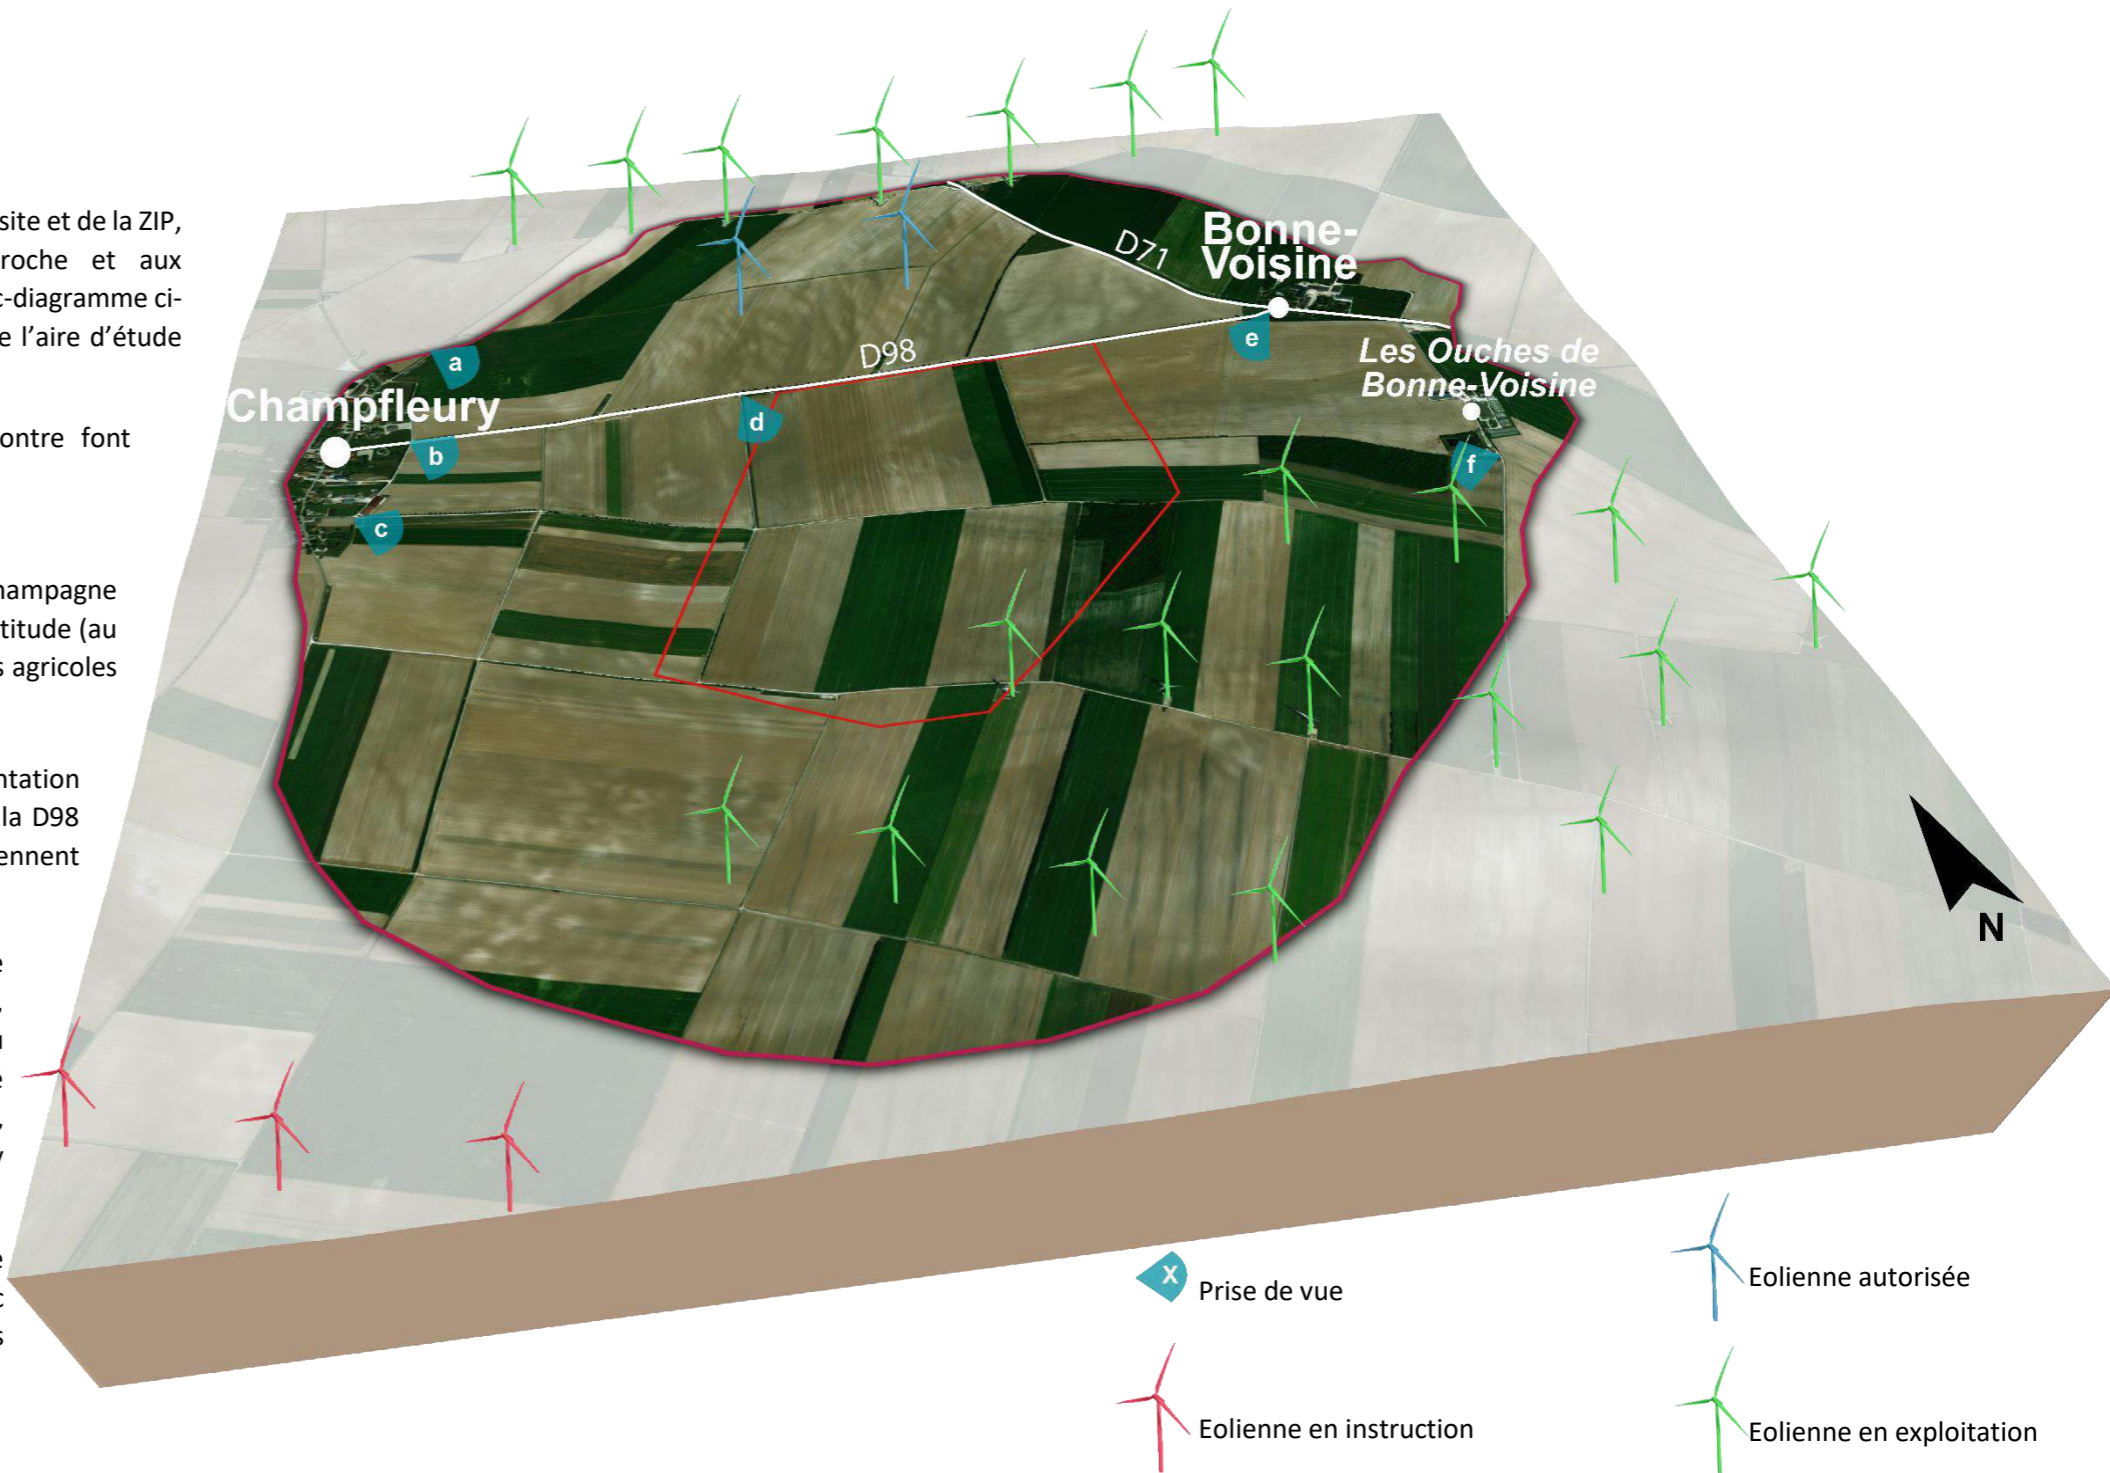 site et de la ZIP,
roche et aux
c-diagramme ci-
e l’aire d’étude
ontre font
hampagne
titude (au
s agricoles
ntation
la D98
ennent
Bonne-
Voisine
D71
D98
Les Ouches de
Bonne-Voisine
Champfleury
a
b
c
d
e
f
N
X
Prise de vue
Eolienne autorisée
Eolienne en instruction
Eolienne en exploitation